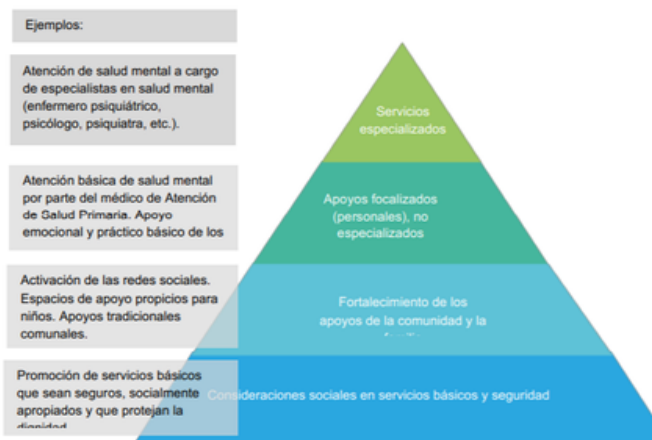 Ejemplos:
Atención de salud mental a cargo
de especialistas en salud mental
(enfermero psiquiátrico,
psicólogo, psiquiatra, etc.).
Servicios
especializados
Atención básica de salud mental
por parte del médico de Atención
de Salud Primaria. Apoyo
emocional y práctico básico de los
Apoyos focalizados
(personales), no
especializados
Activación de las redes sociales.
Espacios de apoyo propicios para
niños. Apoyos tradicionales
comunales.
Fortalecimiento de los
apoyos de la comunidad y la
Promoción de servicios básicos
que sean seguros, socialmente
apropiados y que protejan la
dignidad
Consideraciones sociales en servicios básicos y seguridad